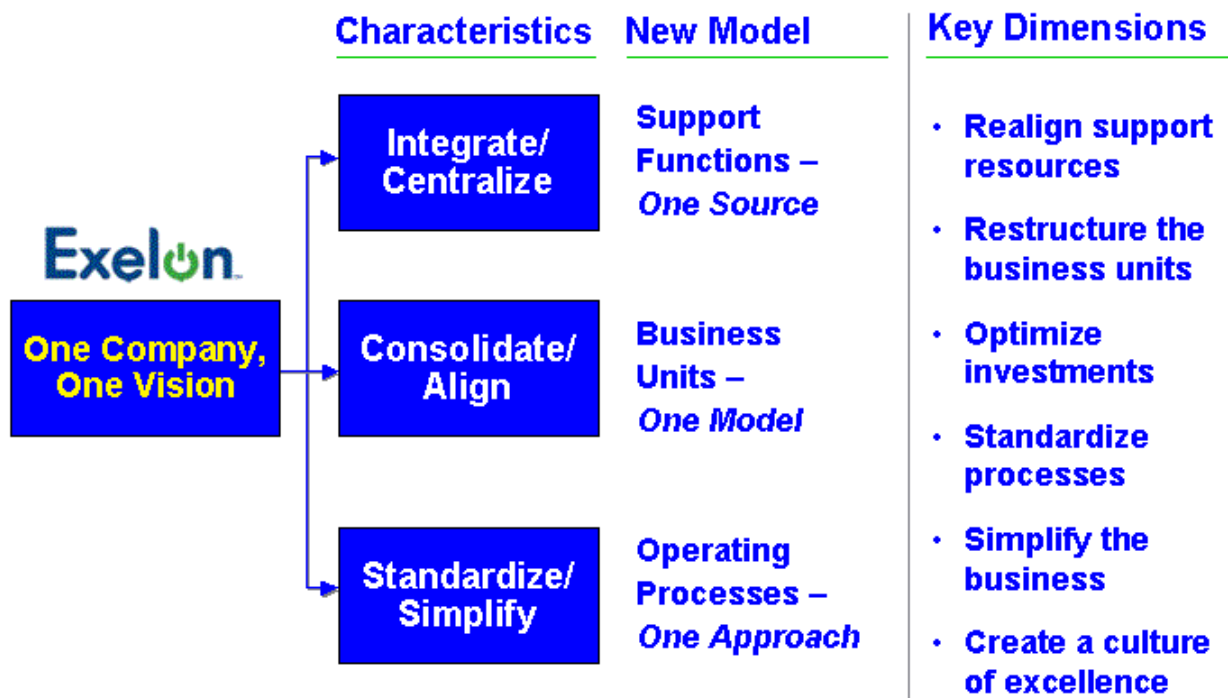 Characteristics
New Model
Key Dimensions
Exelon™
One Company,
One Vision
Integrate/
Centralize
Support
Functions –
One Source
Consolidate/
Align
Business
Units –
One Model
Standardize/
Simplify
Operating
Processes –
One Approach
• Realign support
resources
• Restructure the
business units
• Optimize
investments
• Standardize
processes
• Simplify the
business
• Create a culture
of excellence